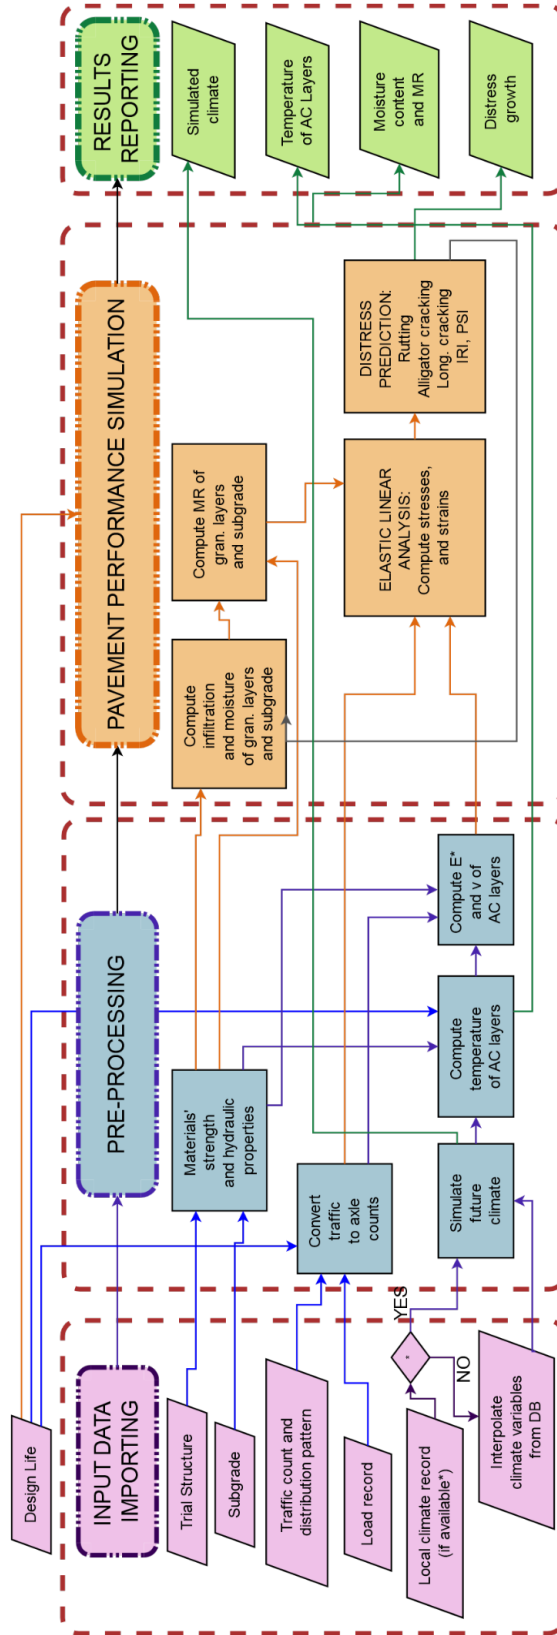 Design Life
INPUT DATA
IMPORTING
Trial Structure
Subgrade
Traffic count and
distribution pattern
Load record
Local climate record
(if available*)
*
YES
NO
Interpolate
climate variables
from DB
PRE-PROCESSING
Materials'
strength
and hydraulic
properties
Convert
traffic
to axle
counts
Simulate
future
climate
Compute
temperature
of AC layers
Compute E*
and v of
AC layers
PAVEMENT PERFORMANCE SIMULATION
Compute
infiltration
and moisture
of gran. layers
and subgrade
Compute MR of
gran. layers
and subgrade
ELASTIC LINEAR
ANALYSIS:
Compute stresses,
and strains
DISTRESS
PREDICTION:
Rutting
Alligator cracking
Long. cracking
IRI, PSI
RESULTS
REPORTING
Simulated
climate
Temperature
of AC Layers
Moisture
content
and MR
Distress
growth